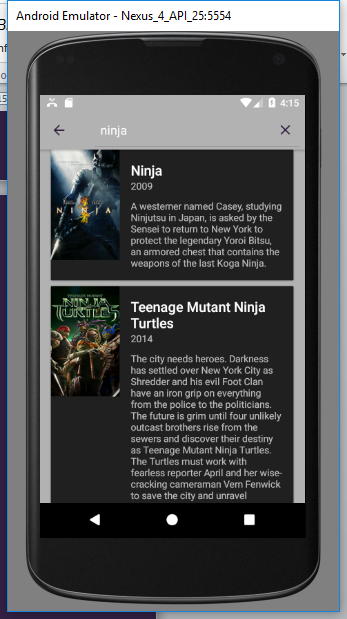 Android Emulator - Nexus_4_API_25:5554
4:15
ninja
Ninja
2009
A westerner named Casey, studying
Ninjutsu in Japan, is asked by the
Sensei to return to New York to
protect the legendary Yoroi Bitsu,
an armored chest that contains the
weapons of the last Koga Ninja.
NINJA
Teenage Mutant Ninja
Turtles
2014
The city needs heroes. Darkness
has settled over New York City as
Shredder and his evil Foot Clan
have an iron grip on everything
from the police to the politicians.
The future is grim until four unlikely
outcast brothers rise from the
sewers and discover their destiny
as Teenage Mutant Ninja Turtles.
The Turtles must work with
fearless reporter April and her wise-
cracking cameraman Vern Fenwick
to save the city and unravel
NINJA
TURTLES